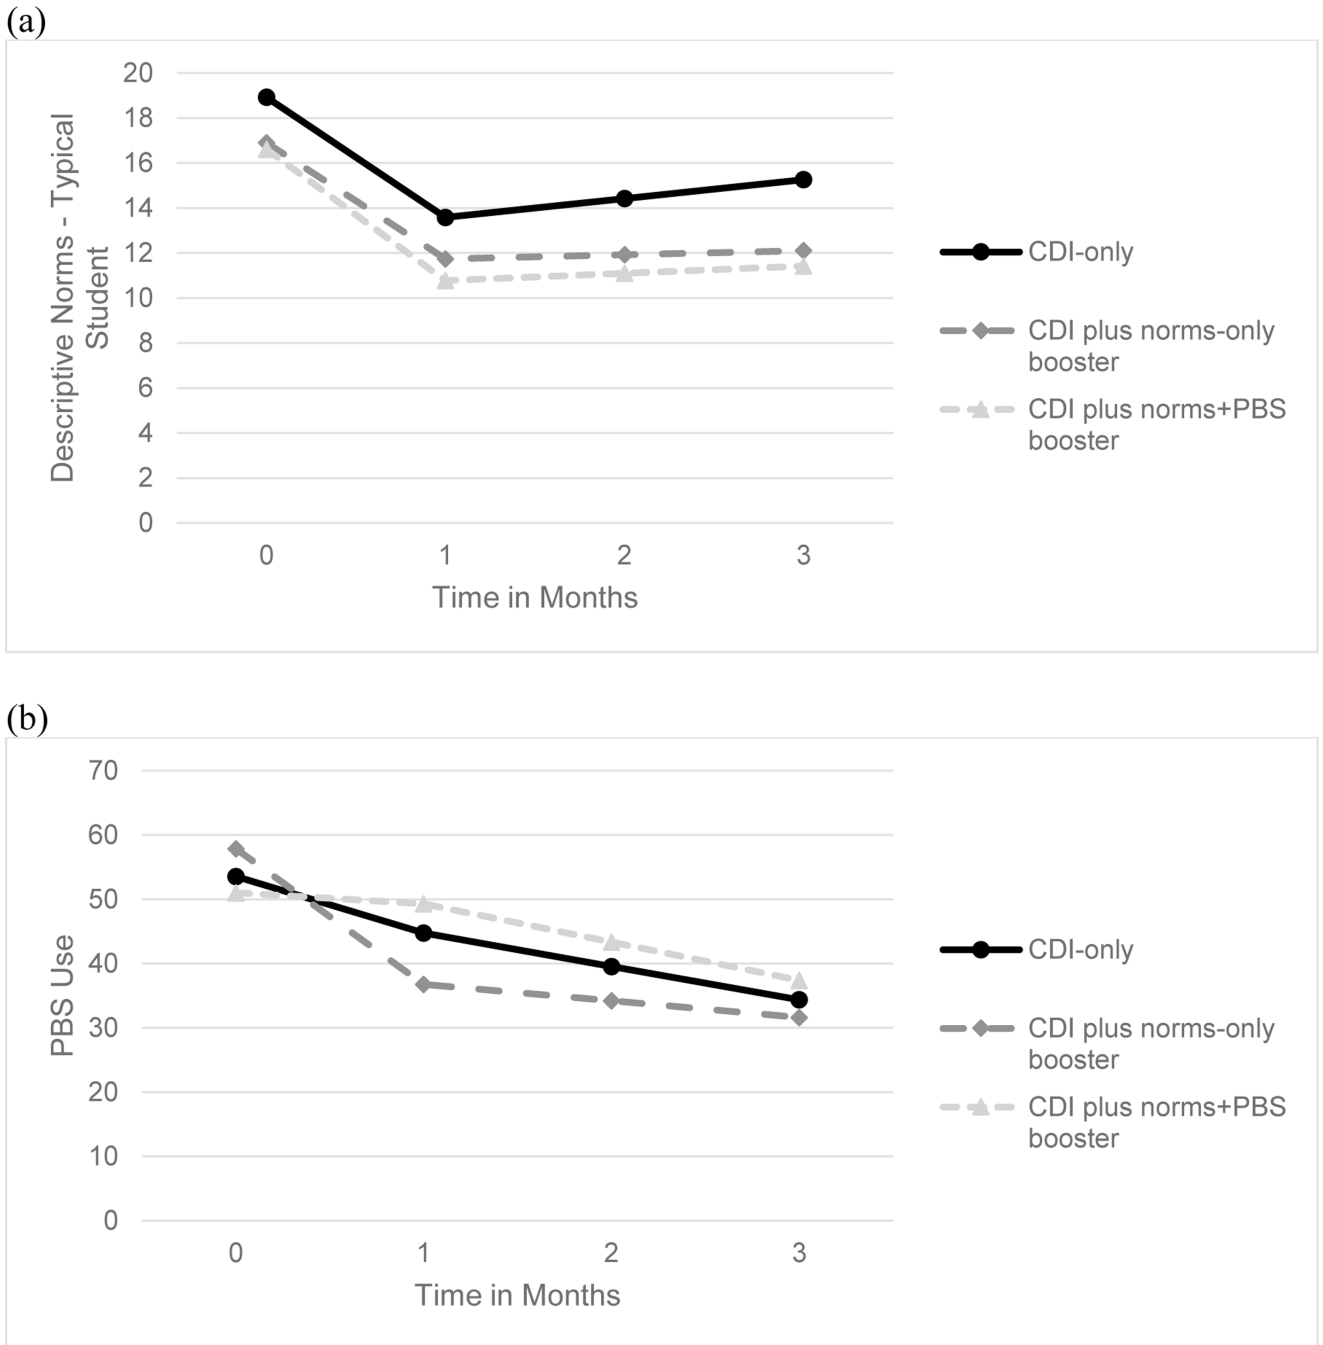 (a)
20
18
16
14
12
10
8
6
4
2
0
Descriptive Norms - Typical
Student
0 1 2 3
Time in Months
CDI-only
CDI plus norms-only
booster
CDI plus norms+PBS
booster
(b)
70
60
50
40
30
20
10
0
PBS Use
0 1 2 3
Time in Months
CDI-only
CDI plus norms-only
booster
CDI plus norms+PBS
booster